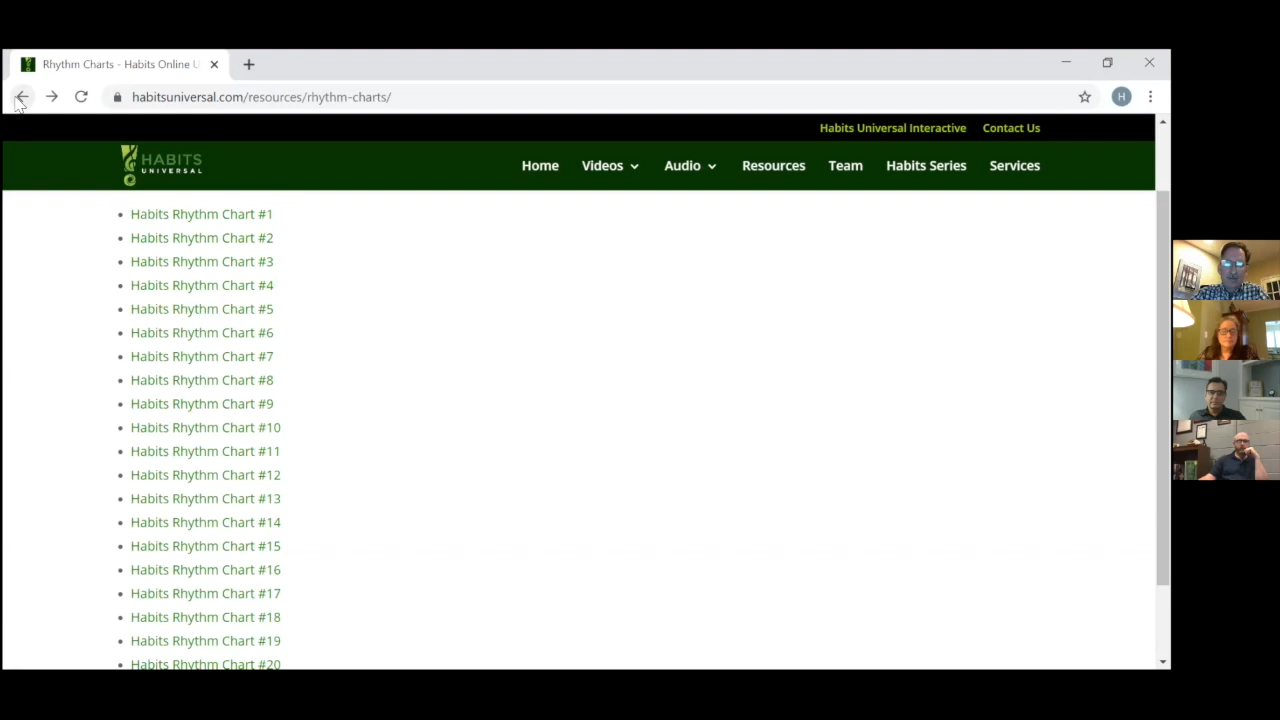 Rhythm Charts - Habits Online U
habitsuniversal.com/resources/rhythm-charts/
H
Habits Universal Interactive Contact Us
HABITS
UNIVERSAL
Home Videos Audio Resources Team Habits Series Services
Habits Rhythm Chart #1
Habits Rhythm Chart #2
Habits Rhythm Chart #3
Habits Rhythm Chart #4
Habits Rhythm Chart #5
Habits Rhythm Chart #6
Habits Rhythm Chart #7
Habits Rhythm Chart #8
Habits Rhythm Chart #9
Habits Rhythm Chart #10
Habits Rhythm Chart #11
Habits Rhythm Chart #12
Habits Rhythm Chart #13
Habits Rhythm Chart #14
Habits Rhythm Chart #15
Habits Rhythm Chart #16
Habits Rhythm Chart #17
Habits Rhythm Chart #18
Habits Rhythm Chart #19
Habits Rhythm Chart #20